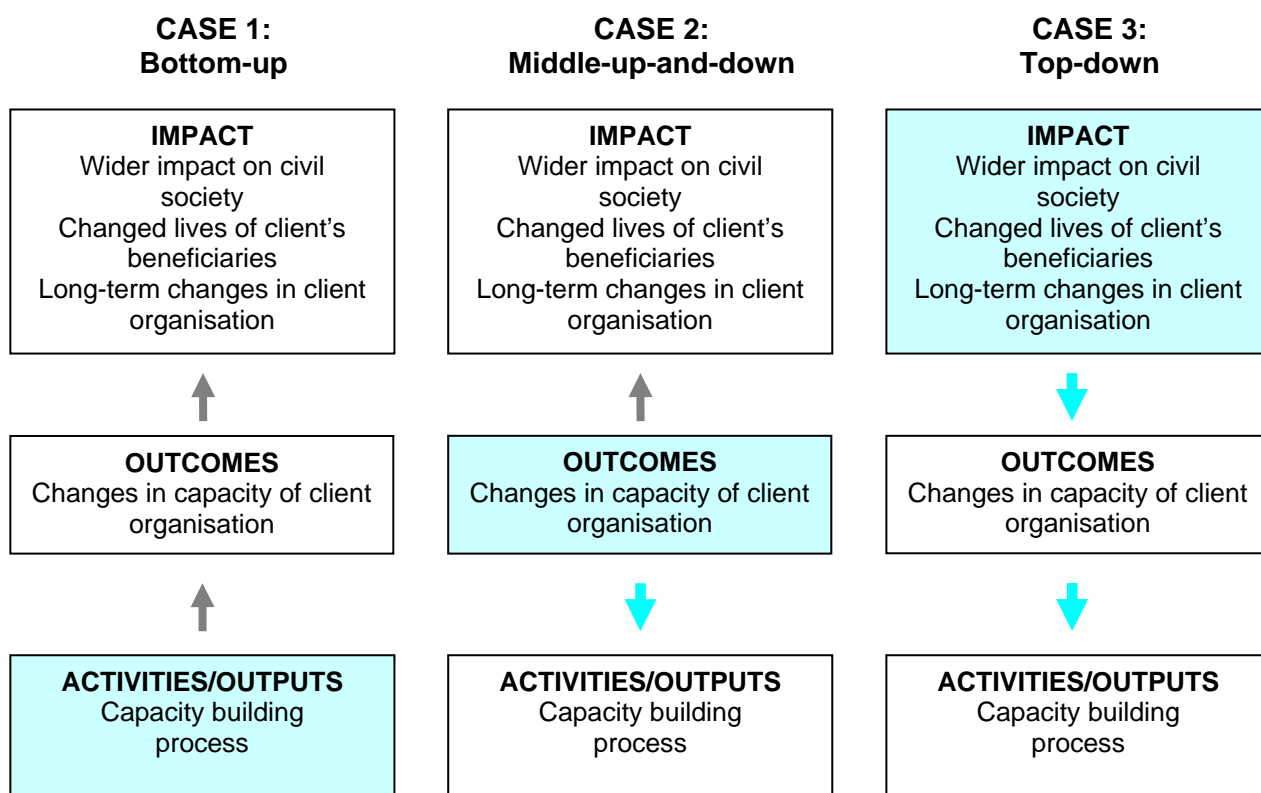 CASE 1:
Bottom-up
CASE 2:
Middle-up-and-down
CASE 3:
Top-down
IMPACT
Wider impact on civil
society
Changed lives of client's
beneficiaries
Long-term changes in client
organisation
IMPACT
Wider impact on civil
society
Changed lives of client's
beneficiaries
Long-term changes in client
organisation
IMPACT
Wider impact on civil
society
Changed lives of client's
beneficiaries
Long-term changes in client
organisation
OUTCOMES
Changes in capacity of client
organisation
OUTCOMES
Changes in capacity of client
organisation
OUTCOMES
Changes in capacity of client
organisation
ACTIVITIES/OUTPUTS
Capacity building
process
ACTIVITIES/OUTPUTS
Capacity building
process
ACTIVITIES/OUTPUTS
Capacity building
process